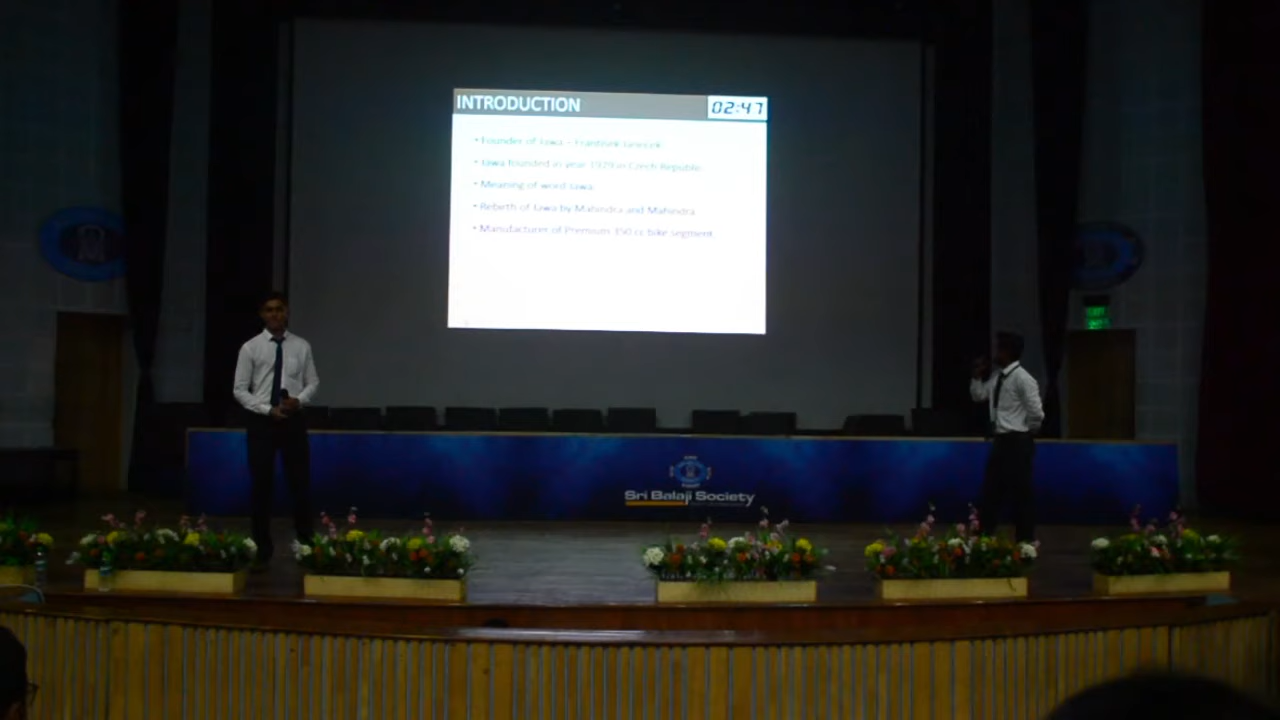 INTRODUCTION
02:47
• Founder of Jawa – Frantisek Janecek
• Jawa founded in year 1929 in Czech Republic
• Meaning of word Jawa
• Rebirth of Jawa by Mahindra and Mahindra
• Manufacturer of Premium 350 cc bike segment
Sri Balaji Society